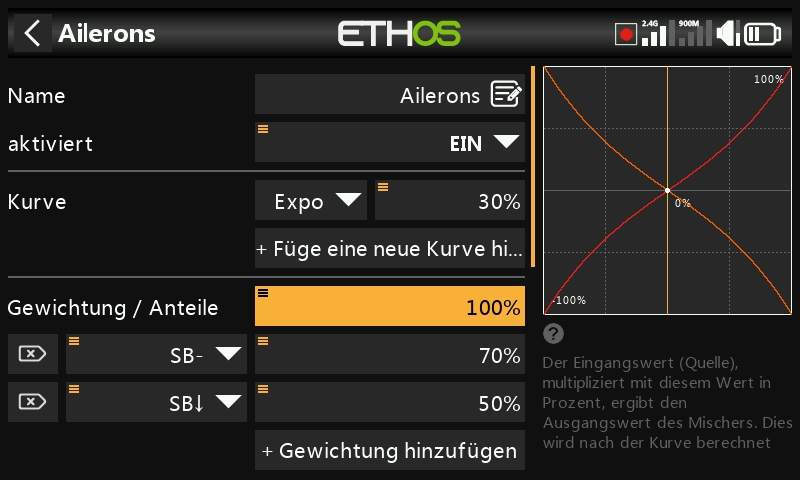 Ailerons
ETHOS
2.4G
900M
Name
Ailerons
aktiviert
EIN
Kurve
Expo
30%
+ Füge eine neue Kurve hi...
Gewichtung / Anteile
100%
SB-
70%
SB↓
50%
+ Gewichtung hinzufügen
100%
0%
-100%
?
Der Eingangswert (Quelle),
multipliziert mit diesem Wert in
Prozent, ergibt den
Ausgangswert des Mischers. Dies
wird nach der Kurve berechnet